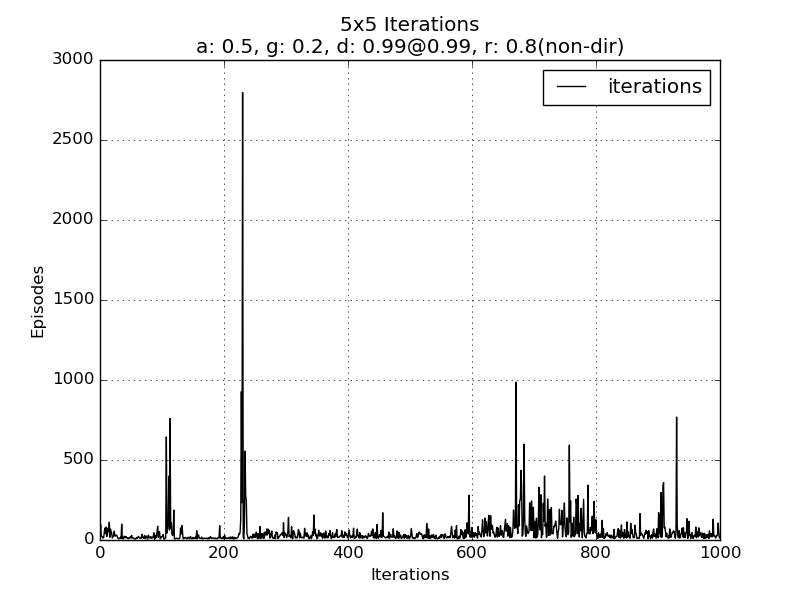 5x5 Iterations
a: 0.5, g: 0.2, d: 0.99@0.99, r: 0.8(non-dir)
iterations
3000
2500
2000
1500
1000
500
0
Episodes
0 200 400 600 800 1000
Iterations